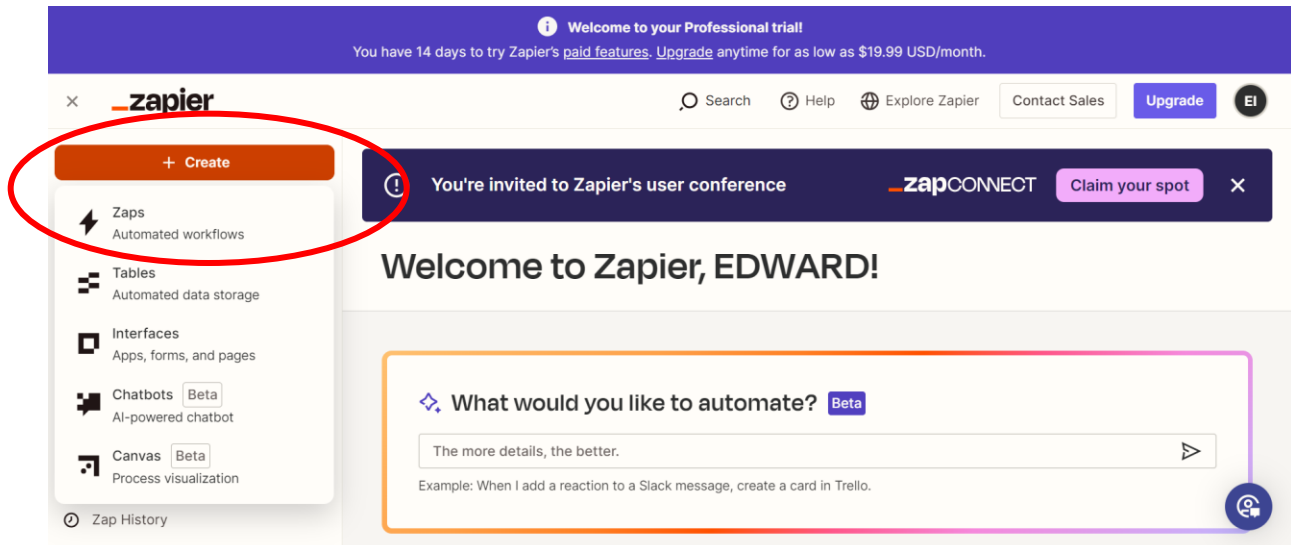 Welcome to your Professional trial!
You have 14 days to try Zapier's paid features. Upgrade anytime for as low as $19.99 USD/month.
zapier
Search
Help
Explore Zapier
Contact Sales
Upgrade
EI
+ Create
You're invited to Zapier's user conference
zapCONNECT
Claim your spot
Zaps
Automated workflows
Tables
Automated data storage
Interfaces
Apps, forms, and pages
Chatbots Beta
AI-powered chatbot
Canvas Beta
Process visualization
Zap History
Welcome to Zapier, EDWARD!
What would you like to automate? Beta
The more details, the better.
Example: When I add a reaction to a Slack message, create a card in Trello.